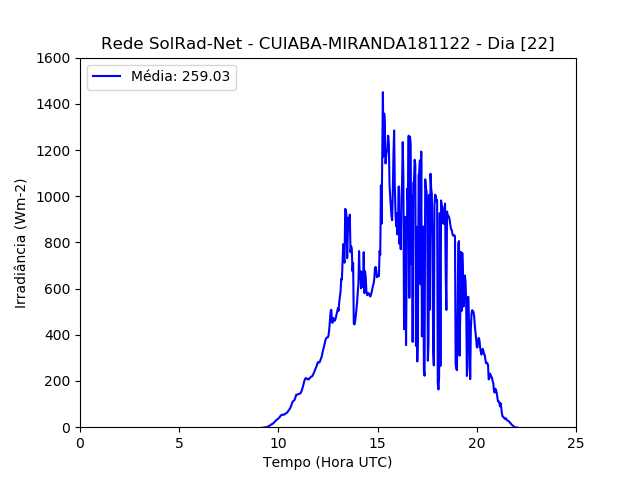 Rede SolRad-Net - CUIABA-MIRANDA181122 - Dia [22]
Média: 259.03
Irradiância (Wm-2)
1600
1400
1200
1000
800
600
400
200
0
0 5 10 15 20 25
Tempo (Hora UTC)